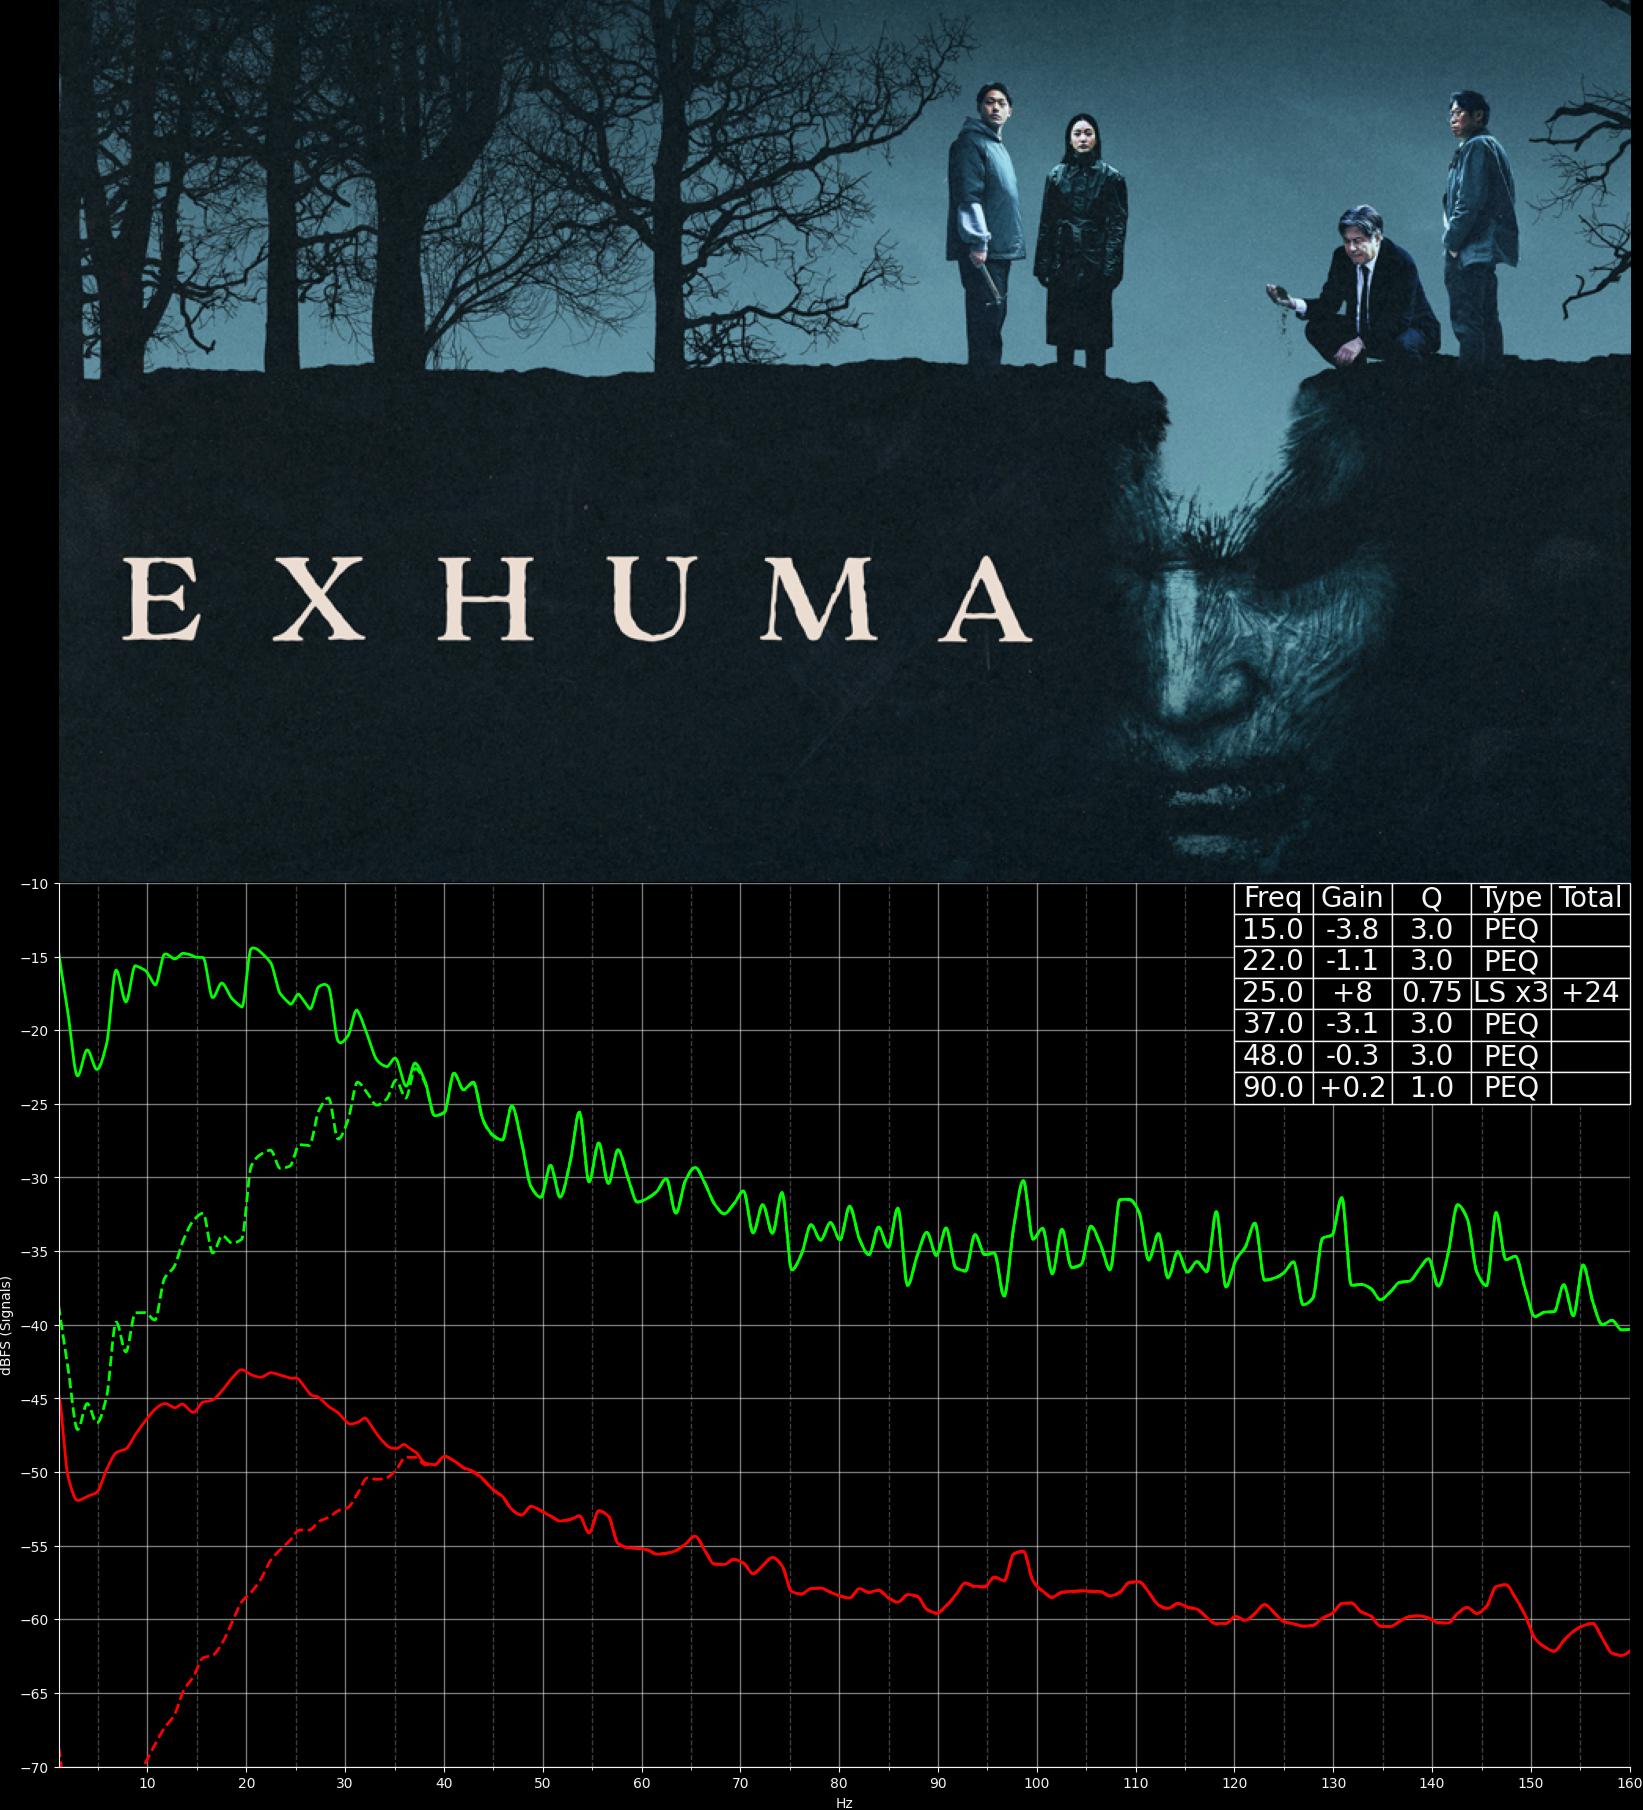 EXHUMA
Freq Gain Q Type Total
15.0 -3.8 3.0 PEQ
22.0 -1.1 3.0 PEQ
25.0 +8 0.75 LS x3 +24
37.0 -3.1 3.0 PEQ
48.0 -0.3 3.0 PEQ
90.0 +0.2 1.0 PEQ
−10
−15
−20
−25
−30
−35
−40
−45
−50
−55
−60
−65
−70
dBFS (Signals)
10 20 30 40 50 60 70 80 90 100 110 120 130 140 150 160
Hz